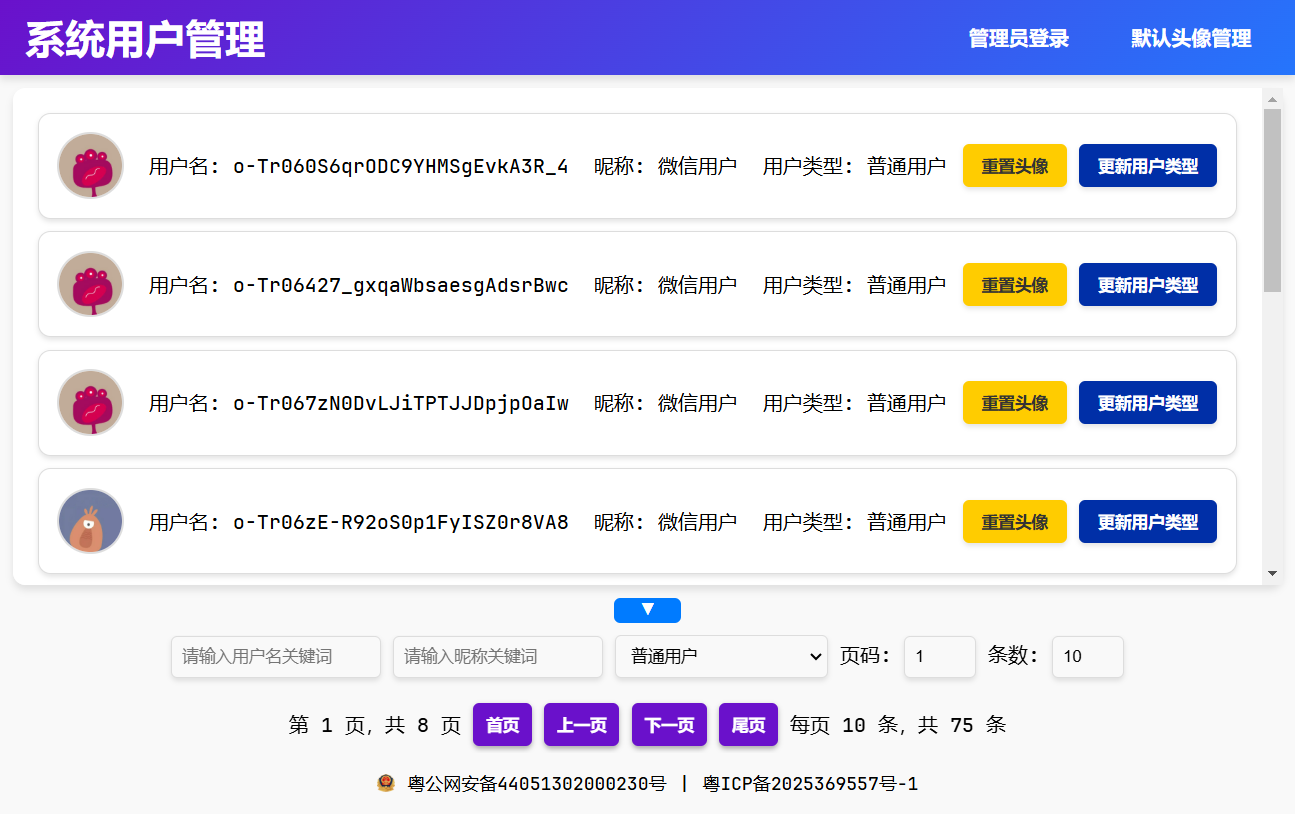 系统用户管理 管理员登录 默认头像管理
用户名: o-Tr060S6qrODC9YHMSgEvkA3R_4 昵称: 微信用户 用户类型: 普通用户 重置头像 更新用户类型
用户名: o-Tr06427_gxqaWbsaesgAdsrBwc 昵称: 微信用户 用户类型: 普通用户 重置头像 更新用户类型
用户名: o-Tr067zN0DvLJiTPTJJDpjpOaIw 昵称: 微信用户 用户类型: 普通用户 重置头像 更新用户类型
用户名: o-Tr06zE-R92oS0p1FyISZ0r8VA8 昵称: 微信用户 用户类型: 普通用户 重置头像 更新用户类型
▼
请输入用户名关键词 请输入昵称关键词 普通用户 页码: 1 条数: 10
第 1 页, 共 8 页 首页 上一页 下一页 尾页 每页 10 条, 共 75 条
粤公网安备44051302000230号 | 粤ICP备2025369557号-1